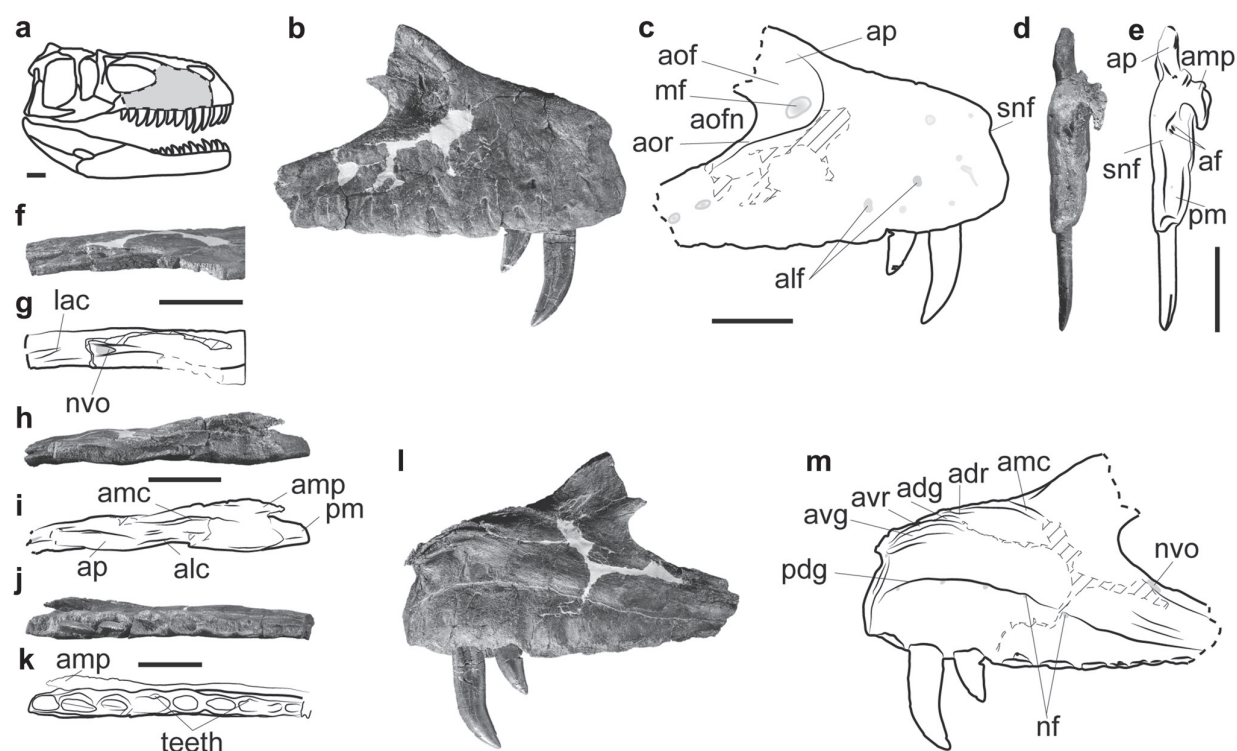 a
b
c
ap
aof
mf
aofn
aor
snf
alf
d
e
ap
amp
snf
af
pm
f
g
lac
nvo
h
i
amc
amp
pm
ap
alc
j
k
amp
teeth
l
m
amc
adr
adg
avr
avg
pdg
nvo
nf